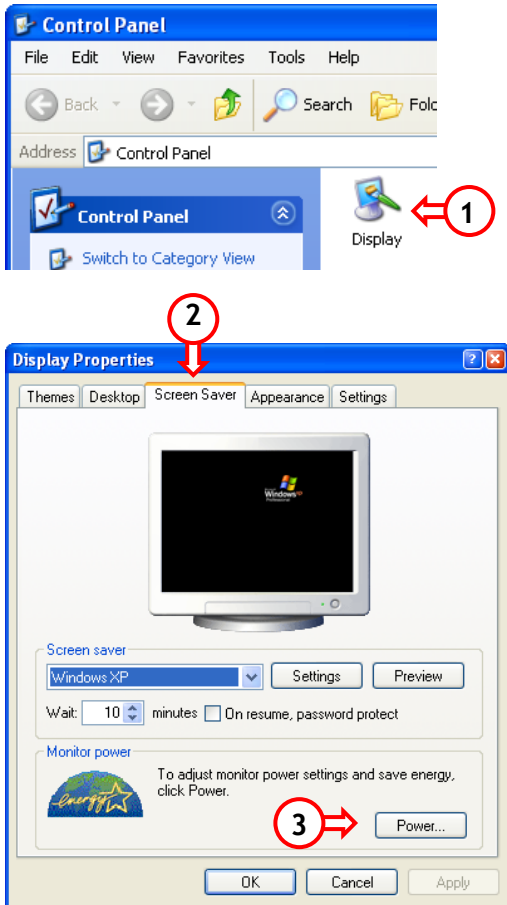 Control Panel
File Edit View Favorites Tools Help
Back Search Fold
Address Control Panel
Control Panel
Switch to Category View
Display
1
2
Display Properties
Themes Desktop Screen Saver Appearance Settings
Windows
Screen saver
Windows XP Settings Preview
Wait: 10 minutes On resume, password protect
Monitor power
energy
To adjust monitor power settings and save energy,
click Power.
3
Power...
OK Cancel Apply